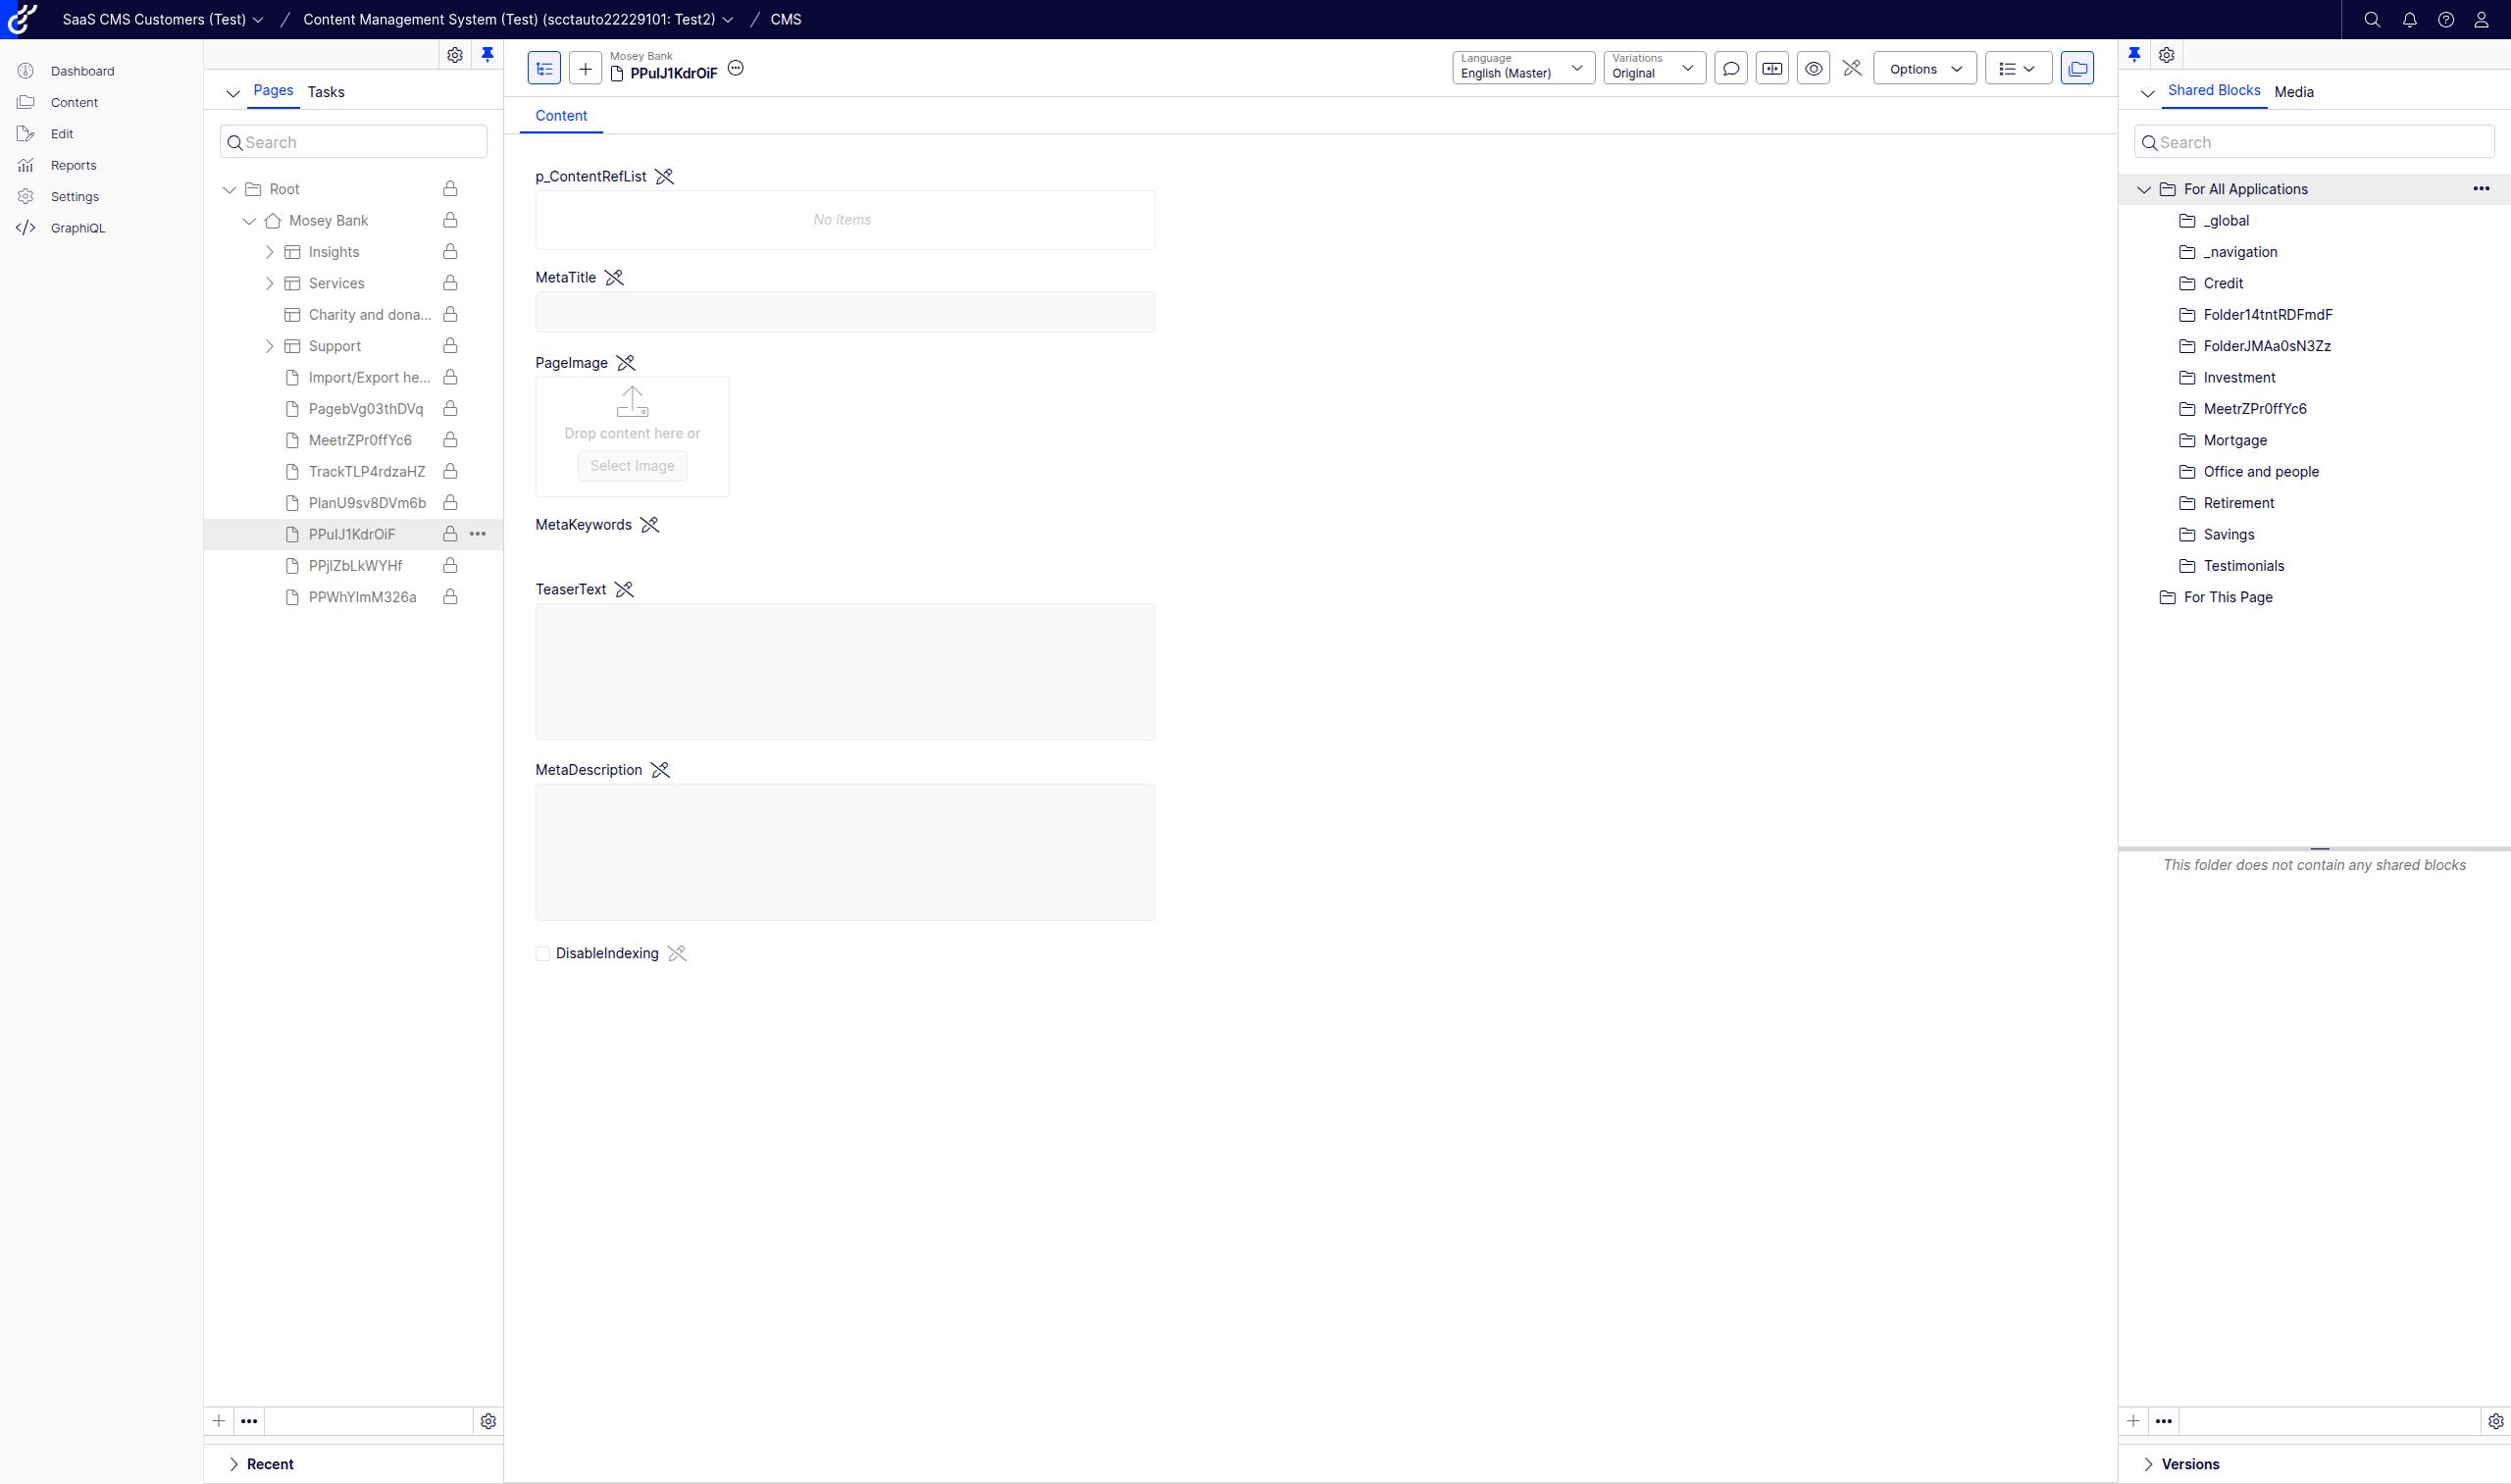 SaaS CMS Customers (Test) / Content Management System (Test) (scctauto22229101: Test2) / CMS
Dashboard
Content
Edit
Reports
Settings
GraphiQL
Pages Tasks
Search
Root
Mosey Bank
Insights
Services
Charity and dona...
Support
Import/Export he...
PagebVg03thDVq
MeetrZPr0ffYc6
TrackTLP4rdzaHZ
PlanU9sv8DVm6b
PPulJ1KdrOiF
PPjlZbLkWYHf
PPWhYlmM326a
Recent
Mosey Bank
PPulJ1KdrOiF
Language
English (Master)
Variations
Original
Options
Content
p_ContentRefList
No items
MetaTitle
PageImage
Drop content here or
Select Image
MetaKeywords
TeaserText
MetaDescription
DisableIndexing
Shared Blocks Media
Search
For All Applications
_global
_navigation
Credit
Folder14tntRDFmdF
FolderJMAa0sN3Zz
Investment
MeetrZPr0ffYc6
Mortgage
Office and people
Retirement
Savings
Testimonials
For This Page
This folder does not contain any shared blocks
Versions